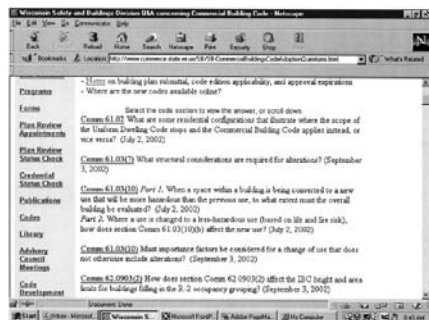 Wisconsin Safety and Buildings Division Q&A concerning Commercial Building Code - Netscape
File Edit View Go Communicator Help
Back Reload Home Search Netscape Print Security Shop
Bookmarks Location: What's Related
- Notes on building plan submittal, code edition applicability, and approval expirations
- Where are the new codes available online?
Select the code section to view the answer, or scroll down.
Programs
Forms
Plan Review
Appointments
Plan Review
Status Check
Credential
Status Check
Publications
Codes
Library
Advisory
Council
Meetings
Code
Development
Comm 61.02 What are some residential configurations that illustrate where the scope
of the Uniform Dwelling Code stops and the Commercial Building Code applies instead, or
vice versa? (July 2, 2002)
Comm 61.03(7) What structural considerations are required for alterations? (September
3, 2002)
Comm 61.03(10) Part 1. When a space within a building is being converted to a new
use that will be more hazardous than the previous use, to what extent must the overall
building be evaluated? (July 2, 2002)
Part 2. Where a use is changed to a less-hazardous use (based on life and fire risk),
how does section Comm 61.03(10)(b) affect the new use? (July 2, 2002)
Comm 61.03(10) Must importance factors be considered for a change of use that does
not otherwise include alterations? (September 3, 2002)
Comm 62.0903(2) How does section Comm 62.0903(2) affect the IBC height and area
limits for buildings falling in the R-2 occupancy grouping? (September 3, 2002)
Document: Done
Start Inbox - Microsof... Wisconsin S... Microsoft FrontP... Adobe PageMa... My Computer